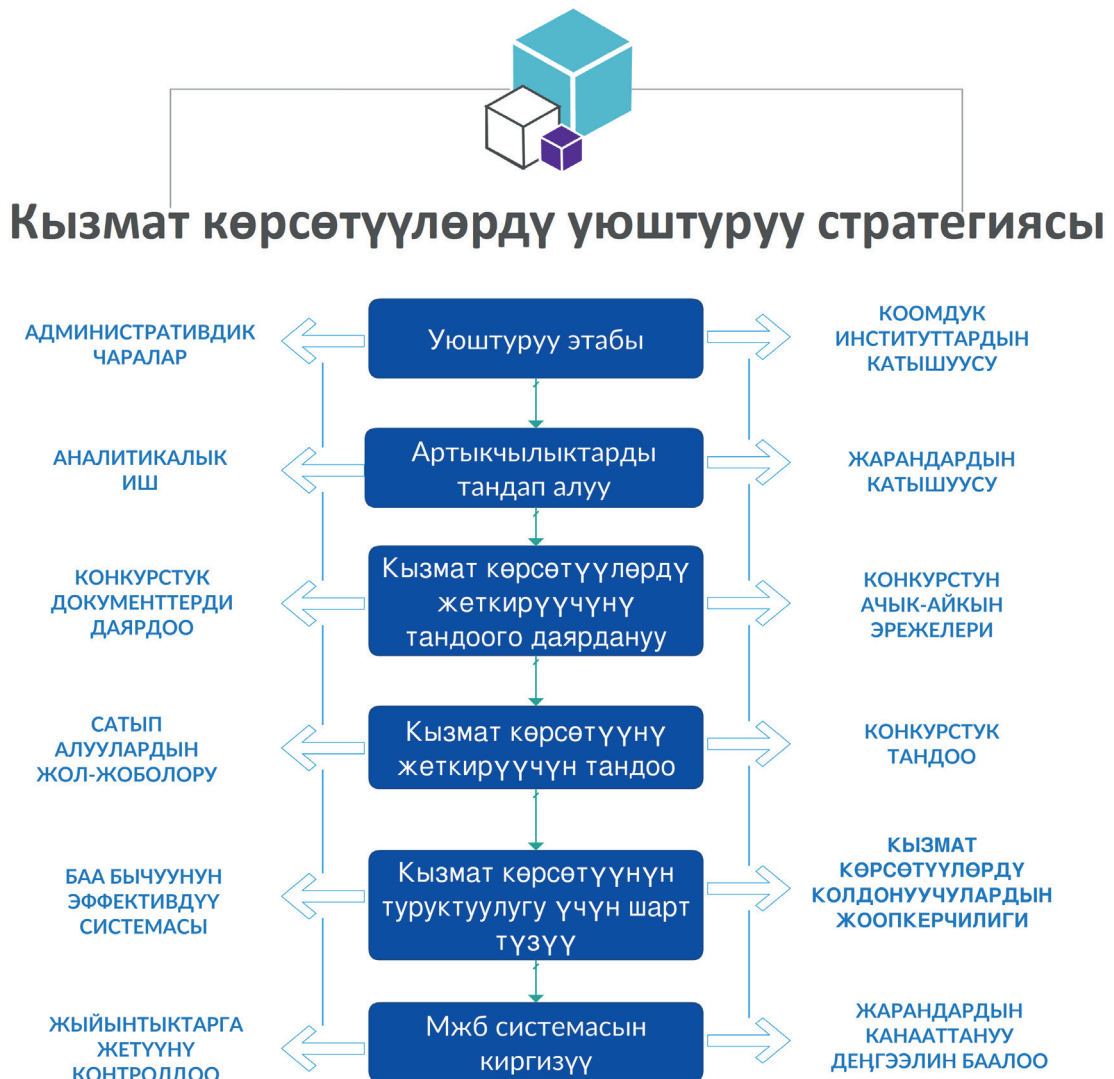 Кызмат көрсөтүүлөрдү уюштуруу стратегиясы
АДМИНИСТРАТИВДИК
ЧАРАЛАР
Уюштуруу этабы
КООМДУК
ИНСТИТУТТАРДЫН
КАТЫШУУСУ
АНАЛИТИКАЛЫК
ИШ
Артыкчылыктарды
тандап алуу
ЖАРАНДАРДЫН
КАТЫШУУСУ
КОНКУРСТУК
ДОКУМЕНТТЕРДИ
ДАЯРДОО
Кызмат көрсөтүүлөрдү
жеткирүүчүнү
тандоого даярдануу
КОНКУРСТУН
АЧЫК-АЙКЫН
ЭРЕЖЕЛЕРИ
САТЫП
АЛУУЛАРДЫН
ЖОЛ-ЖОБОЛОРУ
Кызмат көрсөтүүнү
жеткирүүчүн тандоо
КОНКУРСТУК
ТАНДОО
БАА БЫЧУУНУН
ЭФФЕКТИВДҮҮ
СИСТЕМАСЫ
Кызмат көрсөтүүнүн
туруктуулугу үчүн шарт
түзүү
КЫЗМАТ
КӨРСӨТҮҮЛӨРДҮ
КОЛДОНУУЧУЛАРДЫН
ЖООПКЕРЧИЛИГИ
ЖЫЙЫНТЫКТАРГА
ЖЕТҮҮНҮ
КОНТРОЛДОО
Мжб системасын
киргизүү
ЖАРАНДАРДЫН
КАНААТТАНУУ
ДЕҢГЭЭЛИН БААЛОО